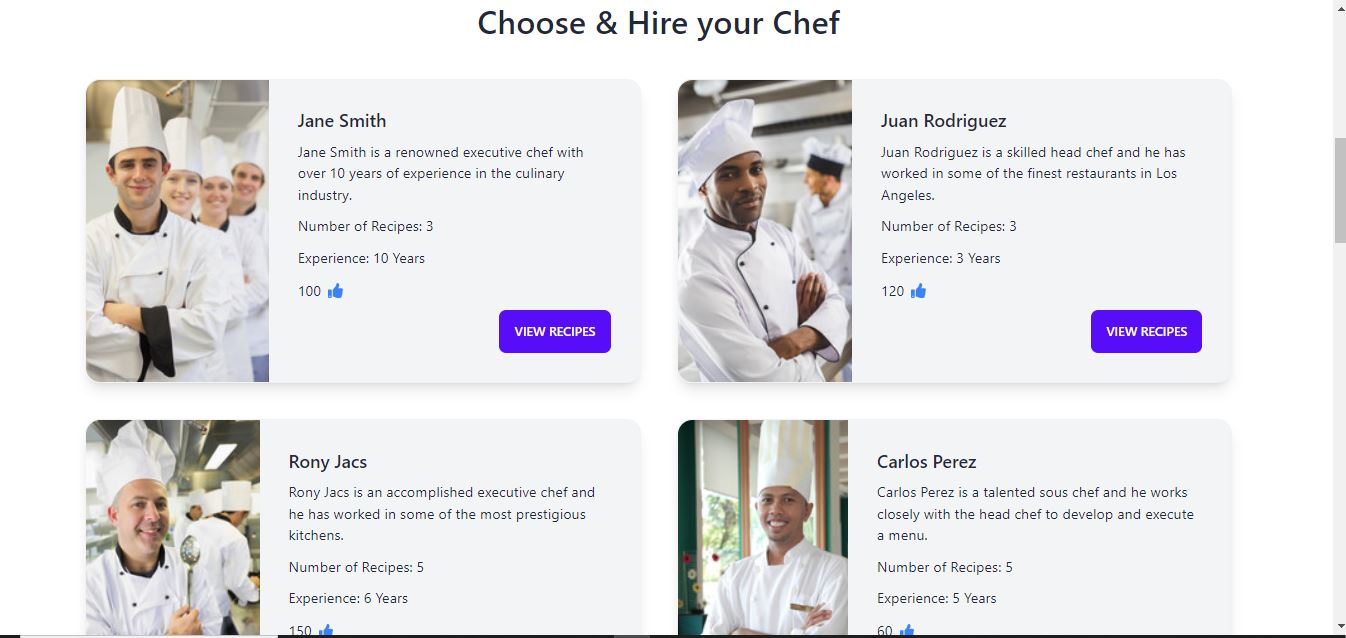 Choose & Hire your Chef
Jane Smith
Jane Smith is a renowned executive chef with
over 10 years of experience in the culinary
industry.
Number of Recipes: 3
Experience: 10 Years
100
VIEW RECIPES
Juan Rodriguez
Juan Rodriguez is a skilled head chef and he has
worked in some of the finest restaurants in Los
Angeles.
Number of Recipes: 3
Experience: 3 Years
120
VIEW RECIPES
Rony Jacs
Rony Jacs is an accomplished executive chef and
he has worked in some of the most prestigious
kitchens.
Number of Recipes: 5
Experience: 6 Years
150
Carlos Perez
Carlos Perez is a talented sous chef and he works
closely with the head chef to develop and execute
a menu.
Number of Recipes: 5
Experience: 5 Years
60